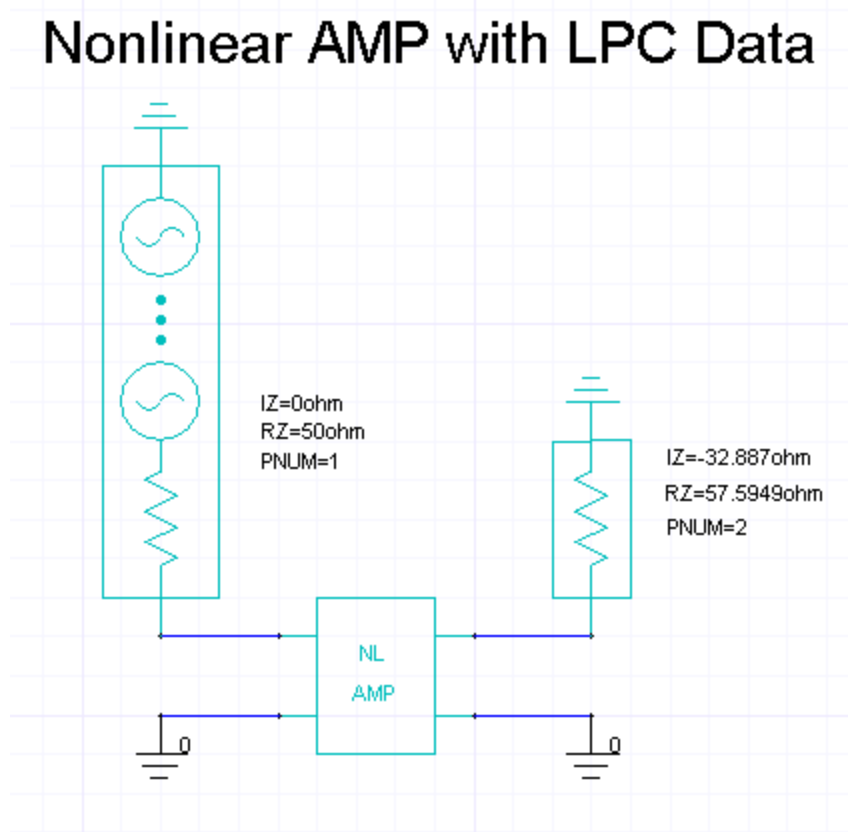 Nonlinear AMP with LPC Data
IZ=0ohm
RZ=50ohm
PNUM=1
IZ=-32.887ohm
RZ=57.5949ohm
PNUM=2
NL
AMP
0
0